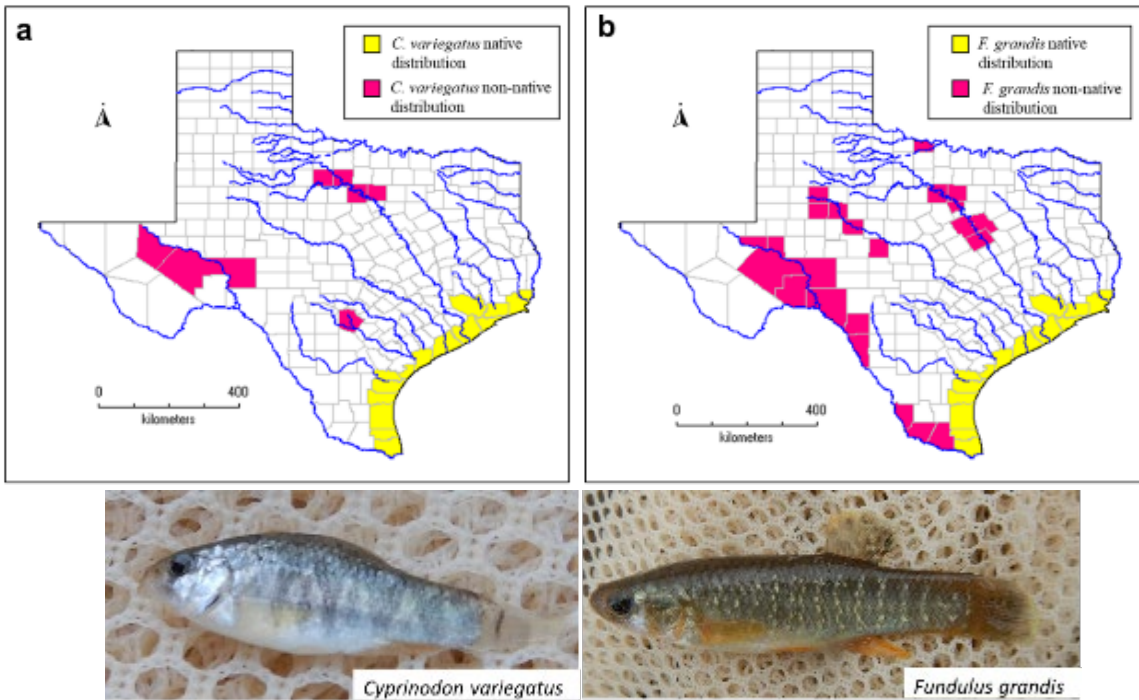 a
C. variegatus native
distribution
C. variegatus non-native
distribution
0 400
kilometers
b
F. grandis native
distribution
F. grandis non-native
distribution
0 400
kilometers
Cyprinodon variegatus
Fundulus grandis